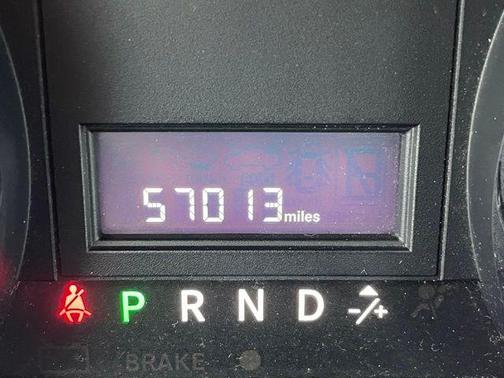 57013 miles
P R N D -/+
BRAKE